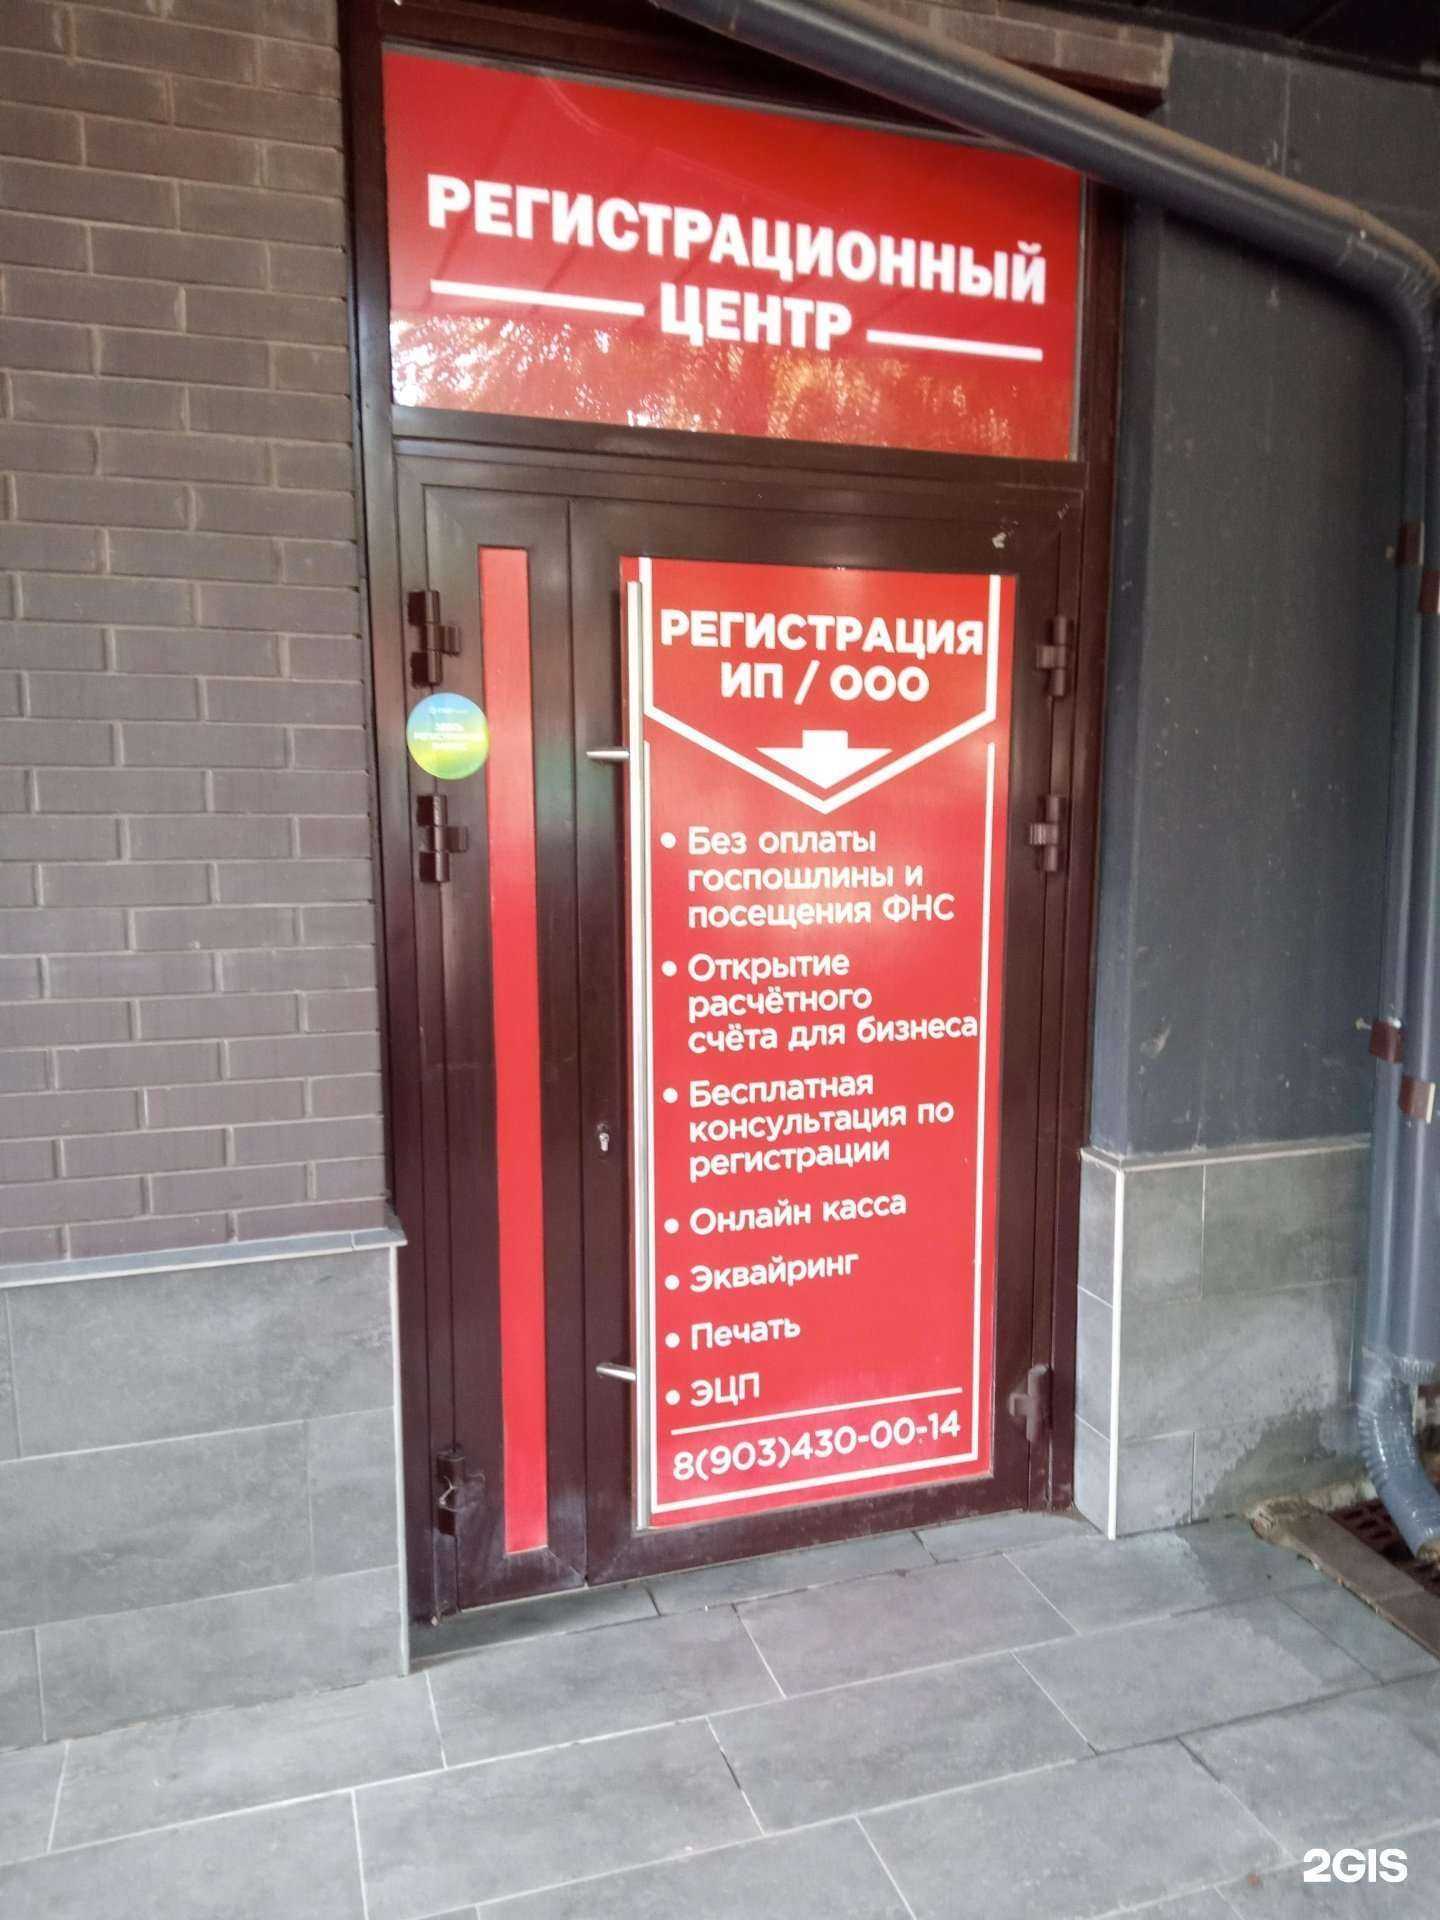 РЕГИСТРАЦИОННЫЙ
ЦЕНТР
РЕГИСТРАЦИЯ
ИП / ООО
• Без оплаты
госпошлины и
посещения ФНС
• Открытие
расчётного
счёта для бизнеса
• Бесплатная
консультация по
регистрации
• Онлайн касса
• Эквайринг
• Печать
• ЭЦП
8(903)430-00-14
2GIS